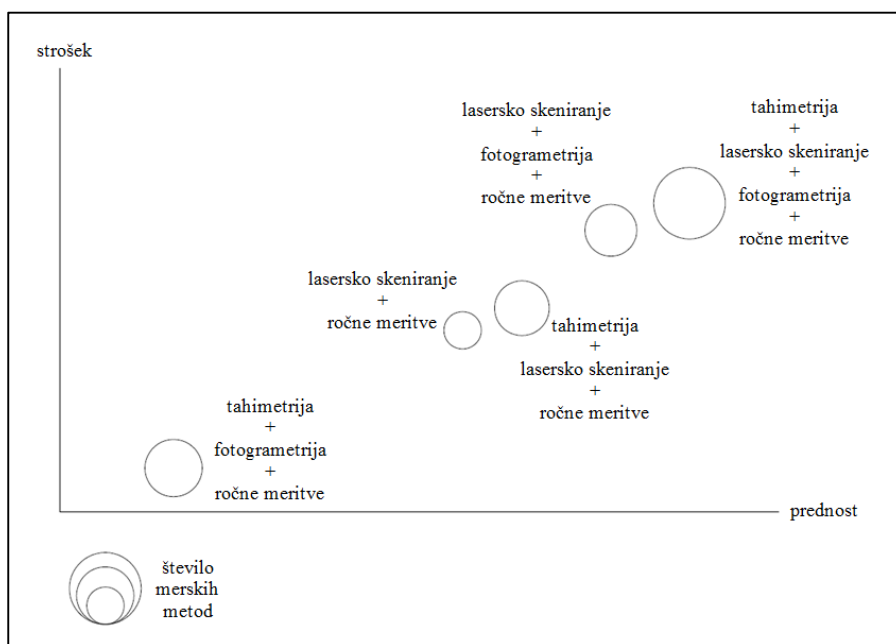 strošek
lasersko skeniranje
+
fotogrametrija
+
ročne meritve
tahimetrija
+
lasersko skeniranje
+
fotogrametrija
+
ročne meritve
lasersko skeniranje
+
ročne meritve
tahimetrija
+
lasersko skeniranje
+
ročne meritve
tahimetrija
+
fotogrametrija
+
ročne meritve
prednost
število
merskih
metod